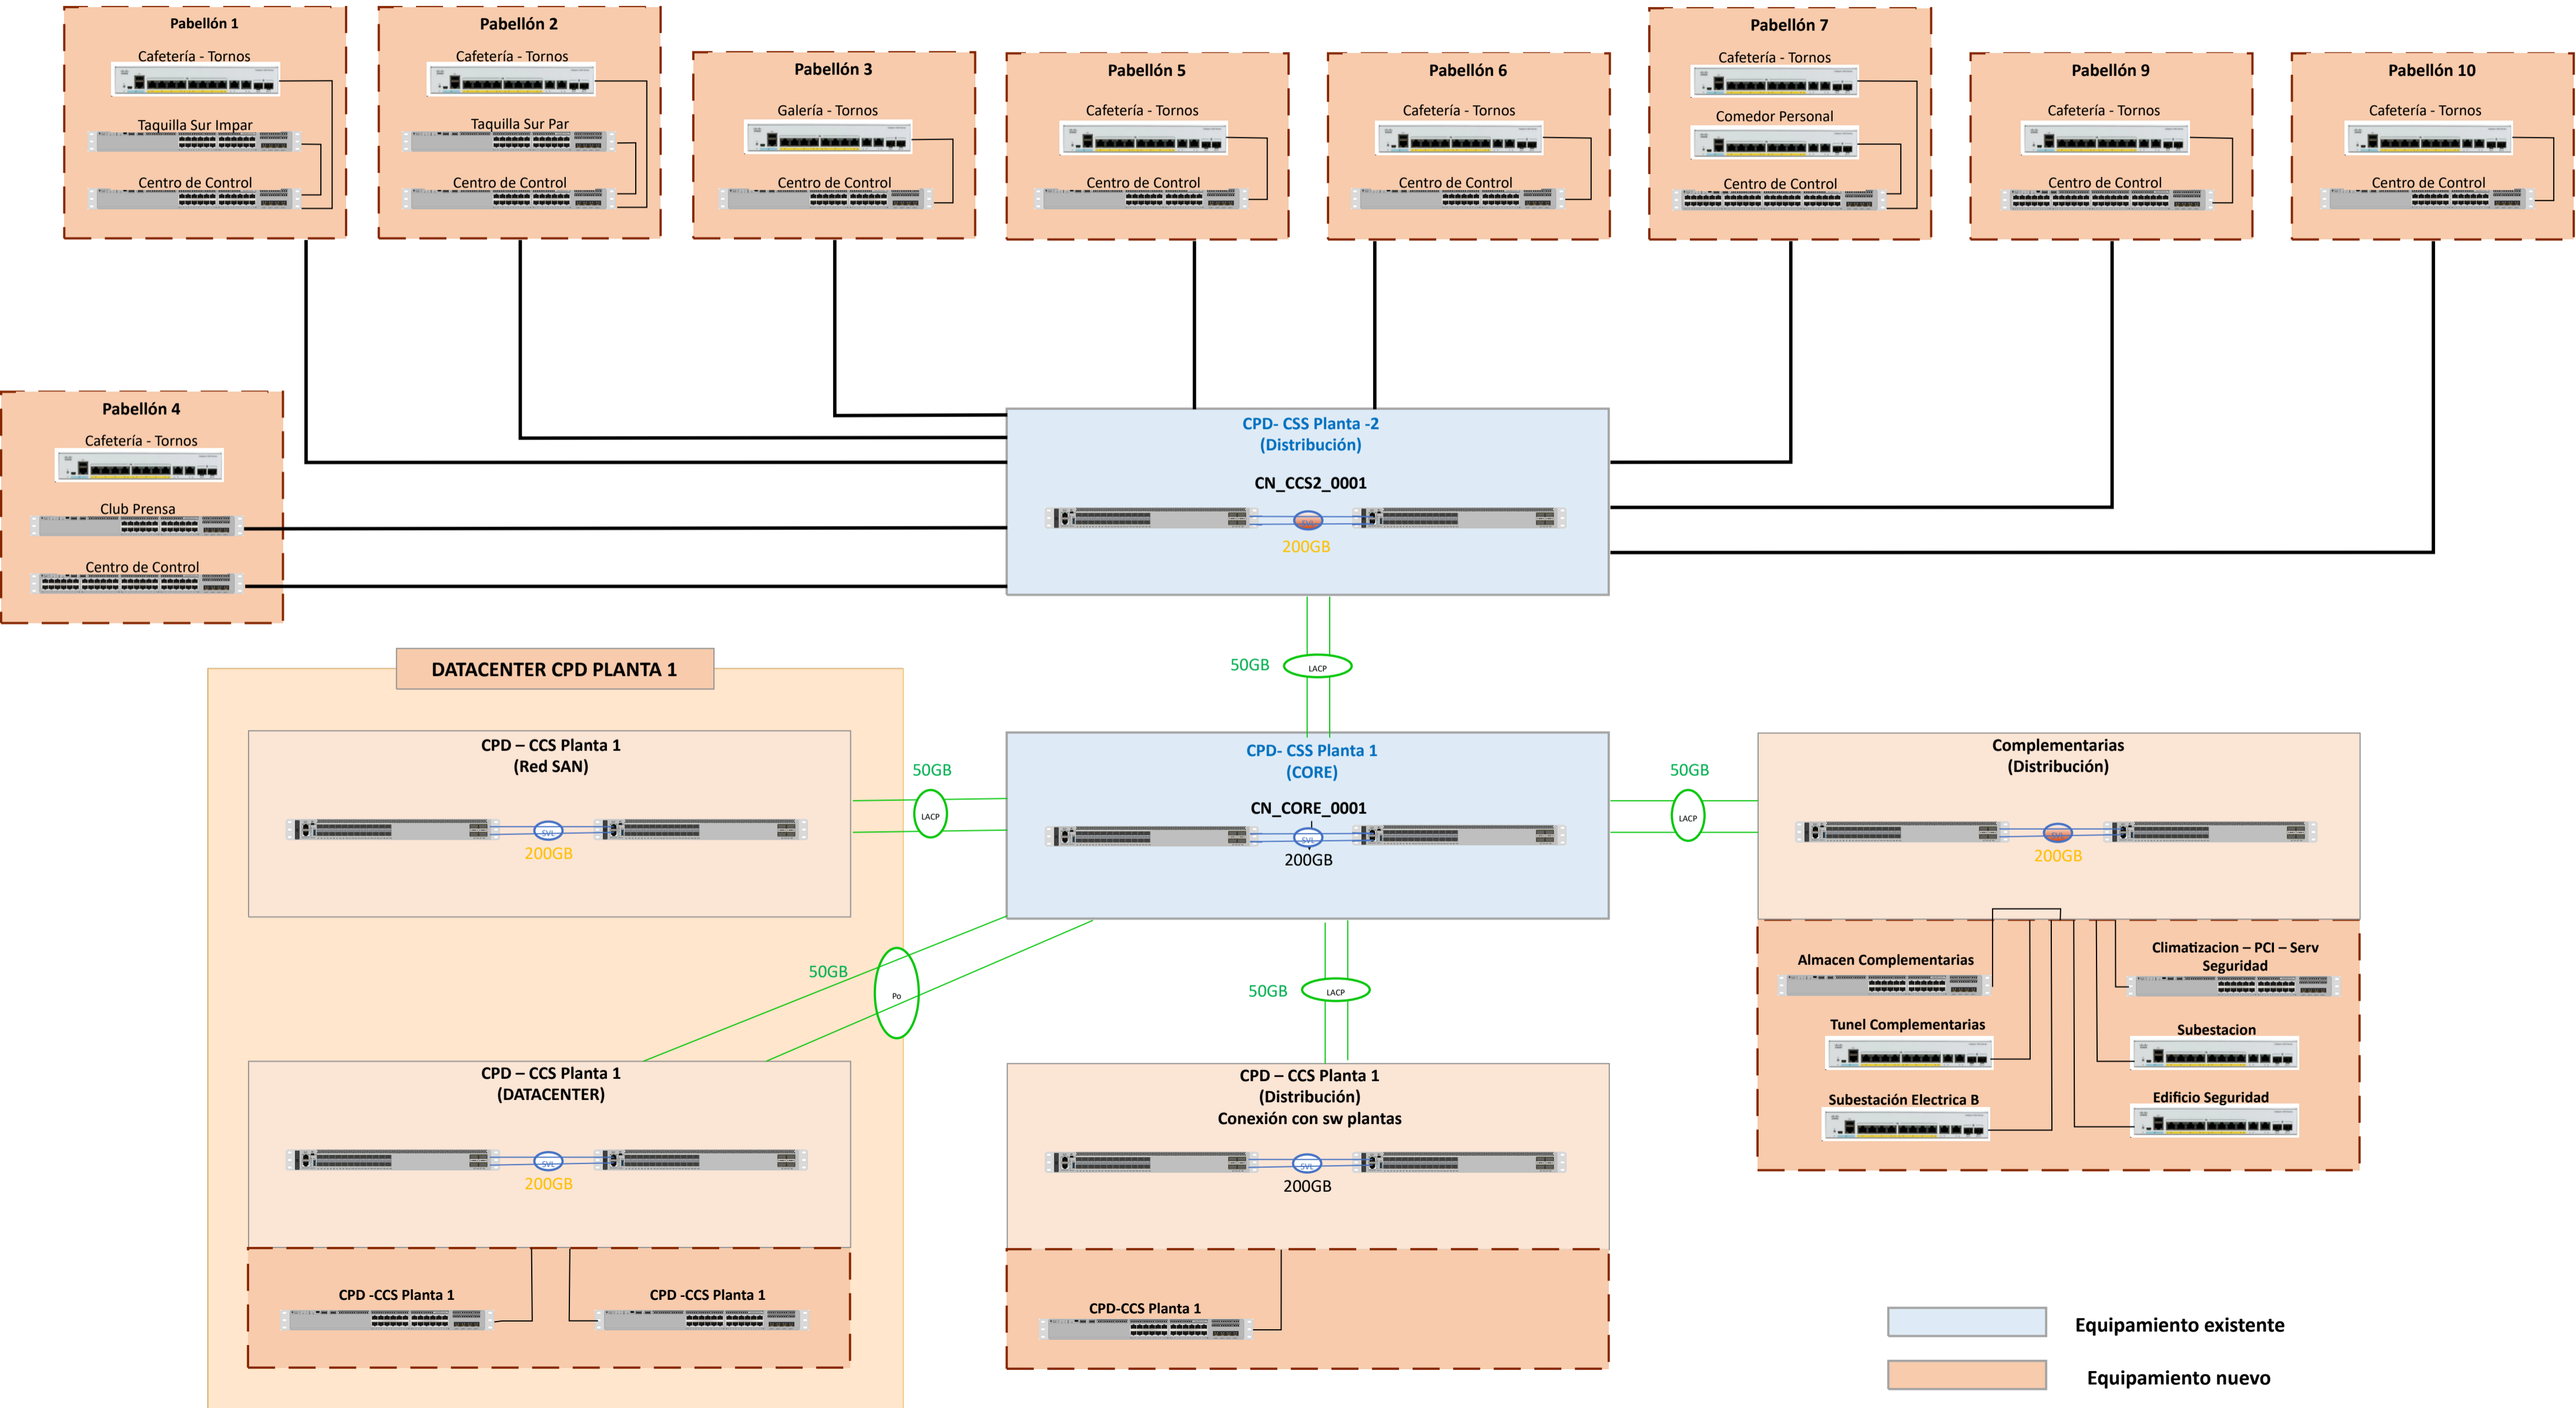 Pabellón 1
Cafetería - Tornos
Taquilla Sur Impar
Centro de Control
Pabellón 2
Cafetería - Tornos
Taquilla Sur Par
Centro de Control
Pabellón 3
Galería - Tornos
Centro de Control
Pabellón 5
Cafetería - Tornos
Centro de Control
Pabellón 6
Cafetería - Tornos
Centro de Control
Pabellón 7
Cafetería - Tornos
Comedor Personal
Centro de Control
Pabellón 9
Cafetería - Tornos
Centro de Control
Pabellón 10
Cafetería - Tornos
Centro de Control
Pabellón 4
Cafetería - Tornos
Club Prensa
Centro de Control
CPD- CSS Planta -2
(Distribución)
CN_CCS2_0001
SVL
200GB
50GB
LACP
DATACENTER CPD PLANTA 1
CPD – CCS Planta 1
(Red SAN)
SVL
200GB
50GB
LACP
CPD- CSS Planta 1
(CORE)
CN_CORE_0001
SVL
200GB
50GB
LACP
Complementarias
(Distribución)
SVL
200GB
Almacen Complementarias
Climatizacion – PCI – Serv
Seguridad
Tunel Complementarias
Subestacion
Subestación Electrica B
Edificio Seguridad
50GB
Po
50GB
LACP
CPD – CCS Planta 1
(DATACENTER)
SVL
200GB
CPD -CCS Planta 1
CPD -CCS Planta 1
CPD – CCS Planta 1
(Distribución)
Conexión con sw plantas
SVL
200GB
CPD-CCS Planta 1
Equipamiento existente
Equipamiento nuevo